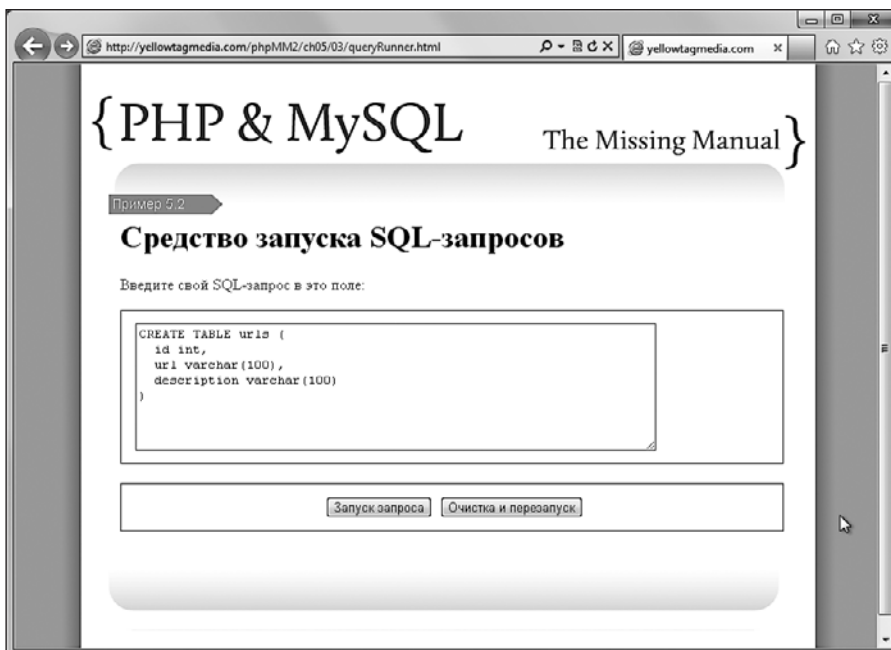 http://yellowtagmedia.com/phpMM2/ch05/03/queryRunner.html
yellowtagmedia.com
{PHP & MySQL
The Missing Manual}
Пример 5.2
Средство запуска SQL-запросов
Введите свой SQL-запрос в это поле:
CREATE TABLE urls (
id int,
url varchar(100),
description varchar(100)
)
Запуск запроса
Очистка и перезапуск